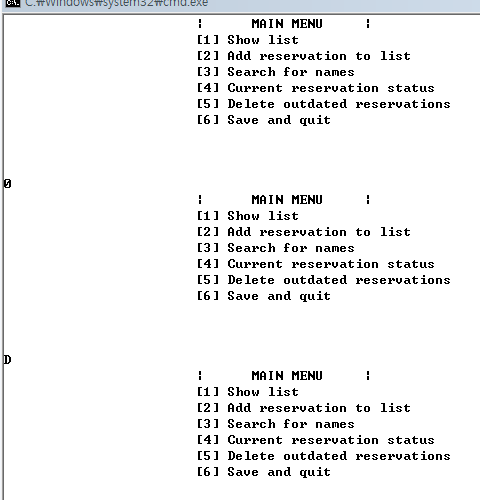 C:₩Windows₩system32₩cmd.exe
¦ MAIN MENU ¦
[1] Show list
[2] Add reservation to list
[3] Search for names
[4] Current reservation status
[5] Delete outdated reservations
[6] Save and quit
0
¦ MAIN MENU ¦
[1] Show list
[2] Add reservation to list
[3] Search for names
[4] Current reservation status
[5] Delete outdated reservations
[6] Save and quit
D
¦ MAIN MENU ¦
[1] Show list
[2] Add reservation to list
[3] Search for names
[4] Current reservation status
[5] Delete outdated reservations
[6] Save and quit